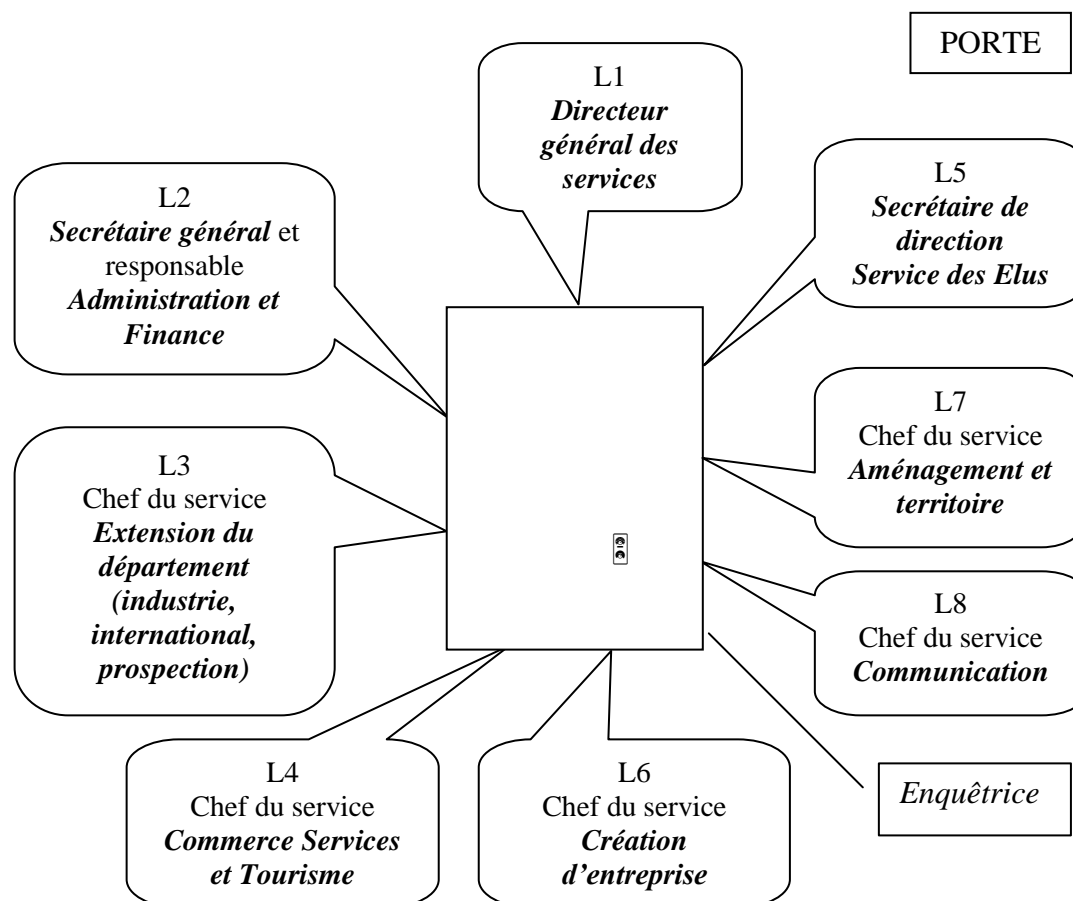 PORTE
L1
Directeur
général des
services
L2
Secrétaire général et
responsable
Administration et
Finance
L5
Secrétaire de
direction
Service des Elus
L3
Chef du service
Extension du
département
(industrie,
international,
prospection)
L7
Chef du service
Aménagement et
territoire
L8
Chef du service
Communication
L4
Chef du service
Commerce Services
et Tourisme
L6
Chef du service
Création
d'entreprise
Enquêtrice